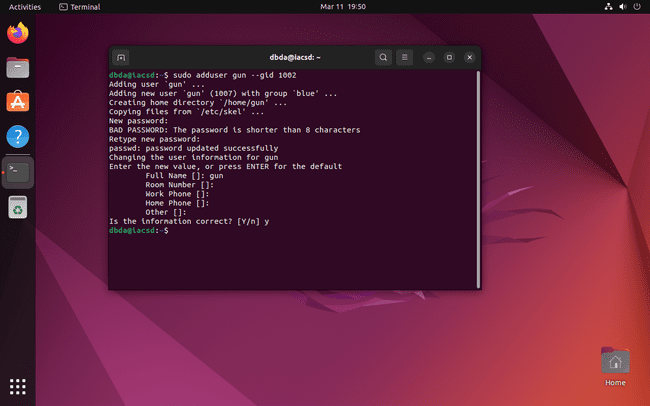 Activities
Terminal
Mar 11 19:50
dbda@iacsd: ~
dbda@iacsd:~$ sudo adduser gun --gid 1002
Adding user `gun' ...
Adding new user `gun' (1007) with group `blue' ...
Creating home directory `/home/gun' ...
Copying files from `/etc/skel' ...
New password:
BAD PASSWORD: The password is shorter than 8 characters
Retype new password:
passwd: password updated successfully
Changing the user information for gun
Enter the new value, or press ENTER for the default
Full Name []: gun
Room Number []:
Work Phone []:
Home Phone []:
Other []:
Is the information correct? [Y/n] y
dbda@iacsd:~$
Home